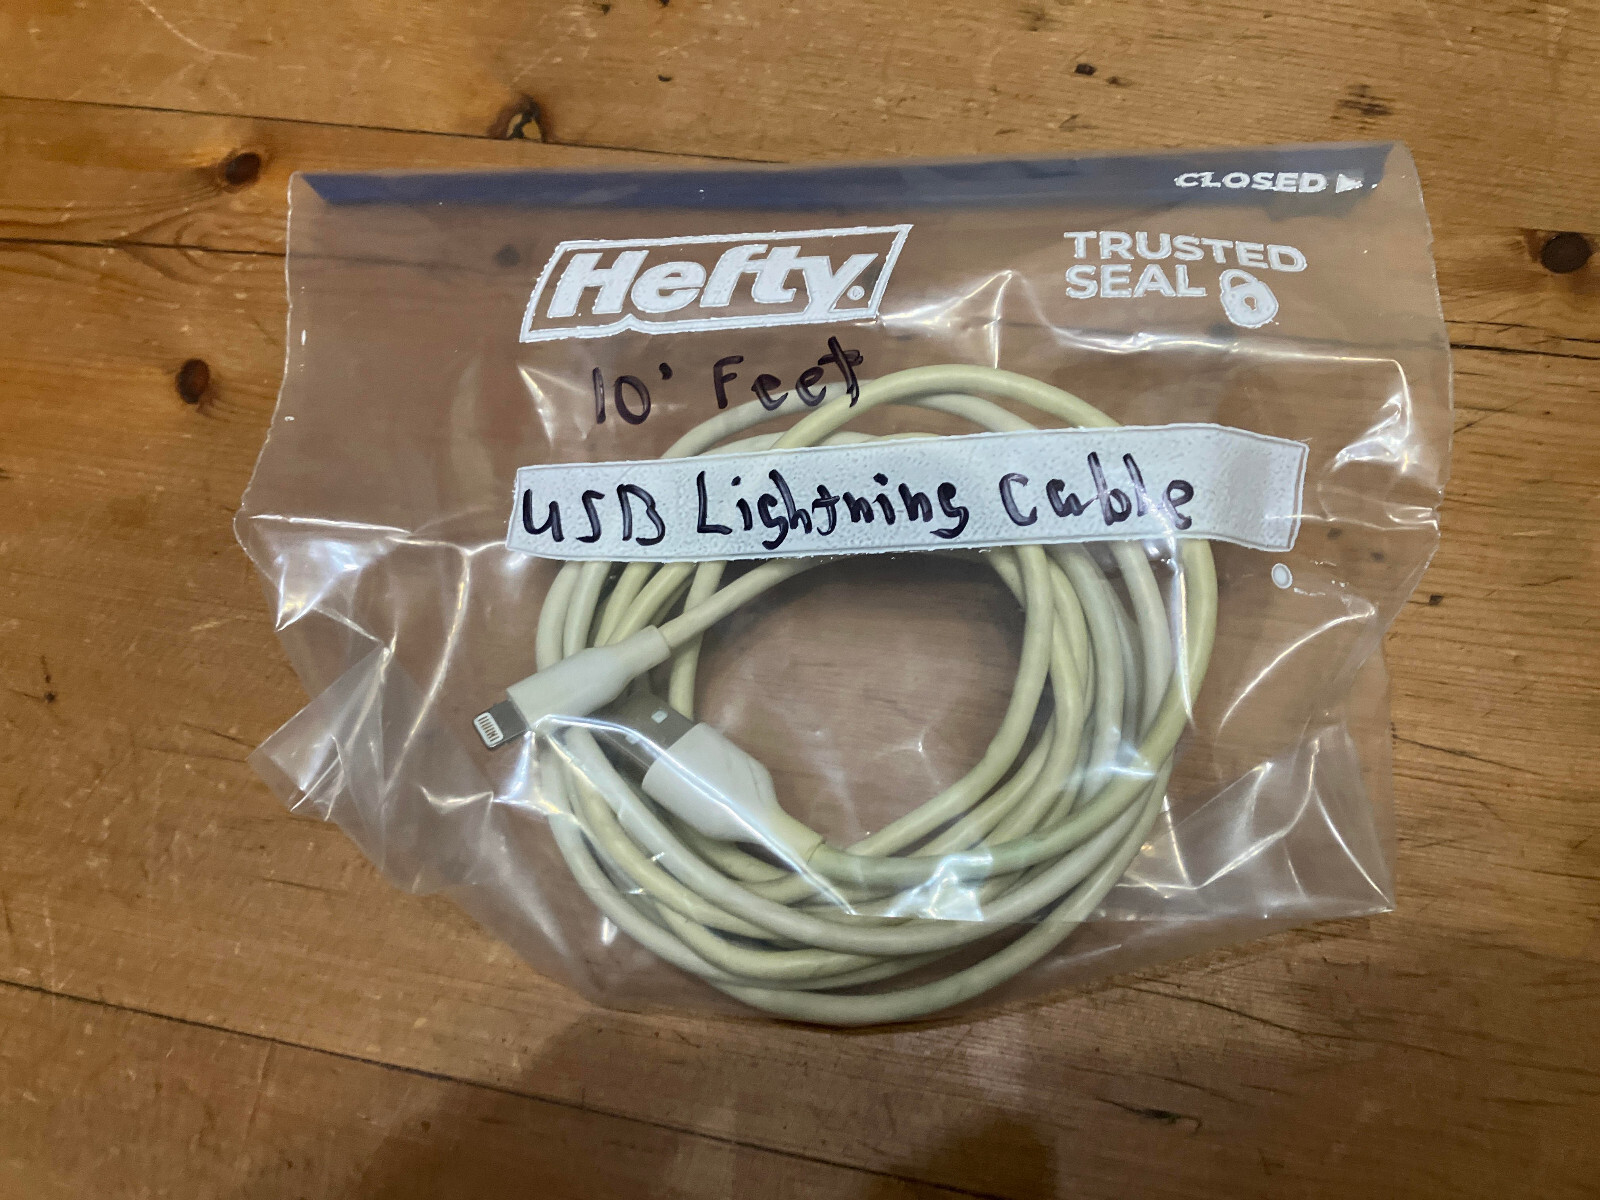 CLOSED ▶
Hefty.
TRUSTED
SEAL
10' Feet
USB Lightning Cable